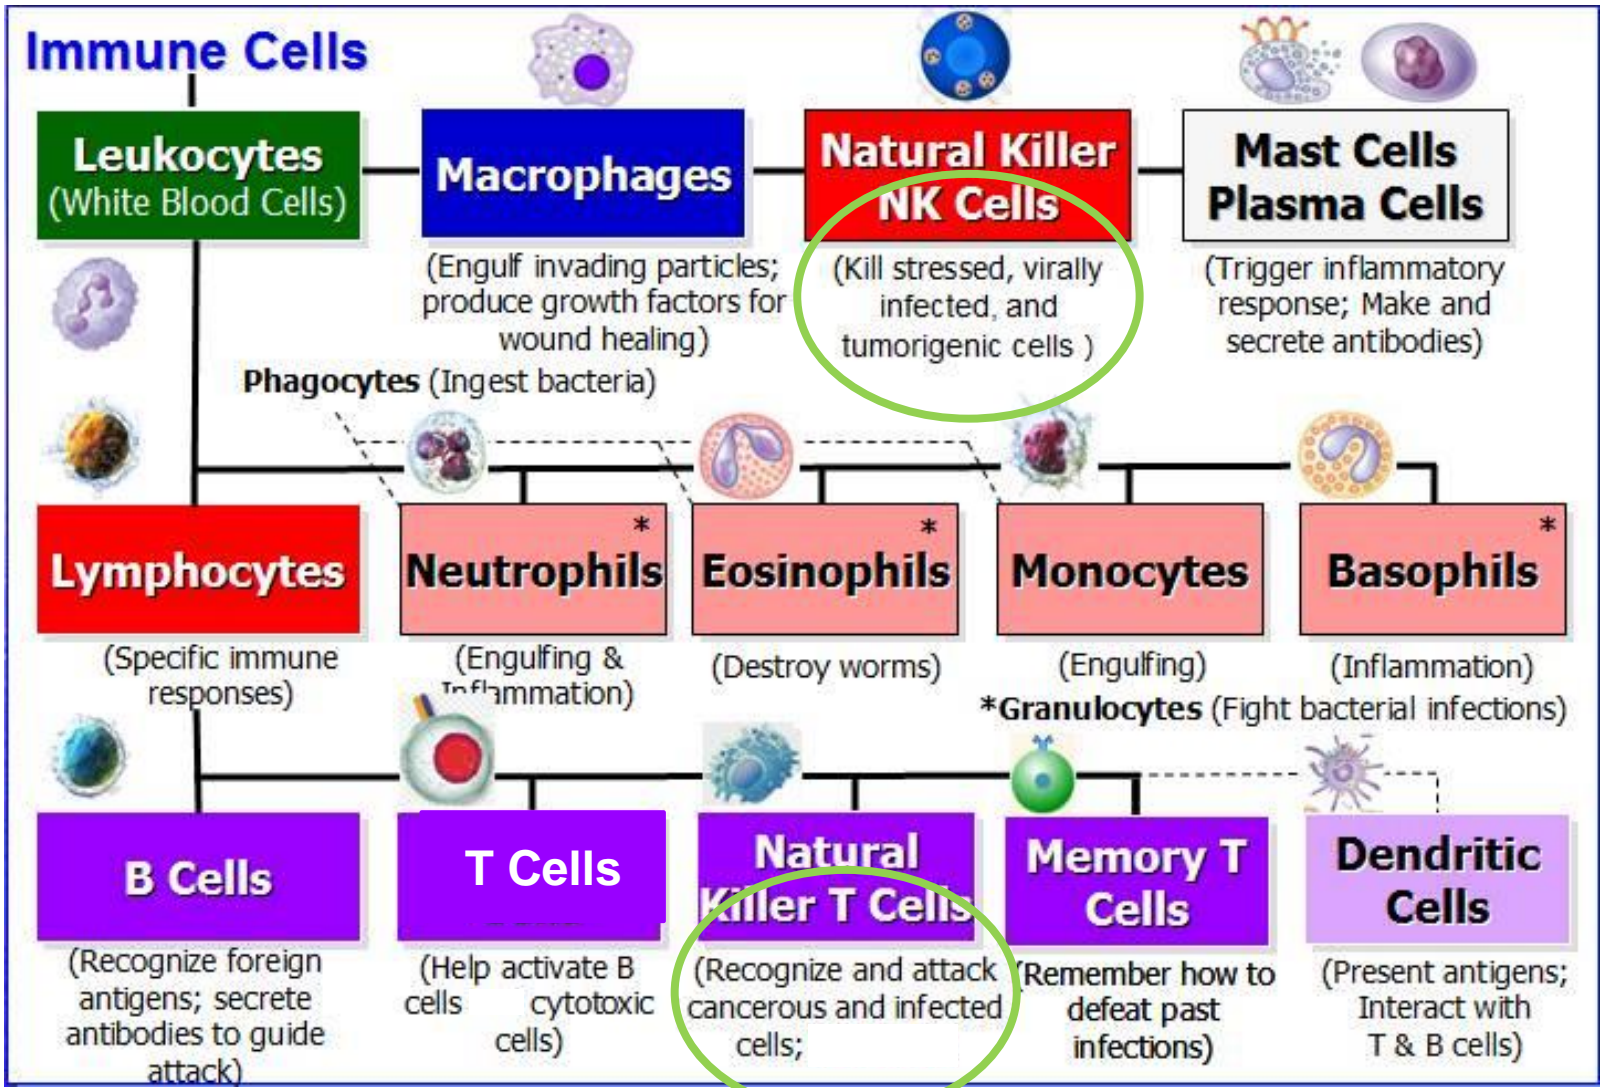 Immune Cells
Leukocytes
(White Blood Cells)
Macrophages
(Engulf invading particles;
produce growth factors for
wound healing)
Natural Killer
NK Cells
(Kill stressed, virally
infected, and
tumorigenic cells )
Mast Cells
Plasma Cells
(Trigger inflammatory
response; Make and
secrete antibodies)
Phagocytes (Ingest bacteria)
Lymphocytes
(Specific immune
responses)
*
Neutrophils
(Engulfing &
Inflammation)
*
Eosinophils
(Destroy worms)
Monocytes
(Engulfing)
*
Basophils
(Inflammation)
*Granulocytes (Fight bacterial infections)
B Cells
(Recognize foreign
antigens; secrete
antibodies to guide
attack)
T Cells
(Help activate B
cells cytotoxic
cells)
Natural
Killer T Cells
(Recognize and attack
cancerous and infected
cells;
Memory T
Cells
(Remember how to
defeat past
infections)
Dendritic
Cells
(Present antigens;
Interact with
T & B cells)